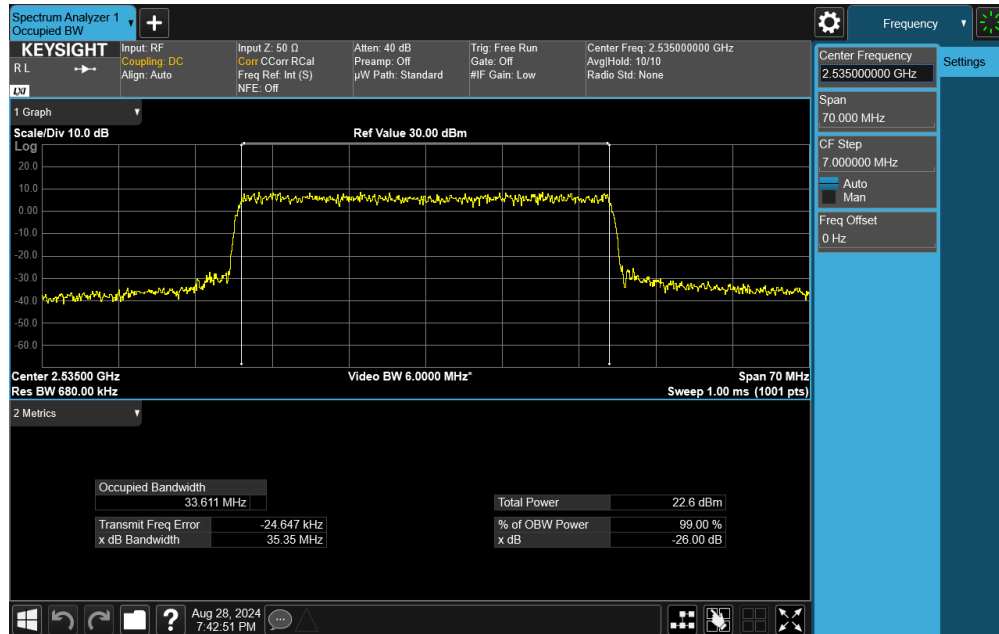 Spectrum Analyzer 1
Occupied BW
Frequency
KEYSIGHT
R L
LXI
Input: RF
Coupling: DC
Align: Auto
Input Z: 50 Ω
Corr CCorr RCal
Freq Ref: Int (S)
NFE: Off
Atten: 40 dB
Preamp: Off
µW Path: Standard
Trig: Free Run
Gate: Off
#IF Gain: Low
Center Freq: 2.535000000 GHz
Avg|Hold: 10/10
Radio Std: None
Center Frequency
2.535000000 GHz
Settings
Span
70.000 MHz
CF Step
7.000000 MHz
Auto
Man
Freq Offset
0 Hz
1 Graph
Scale/Div 10.0 dB
Ref Value 30.00 dBm
Log
20.0
10.0
0.00
-10.0
-20.0
-30.0
-40.0
-50.0
-60.0
Center 2.53500 GHz
Video BW 6.0000 MHz*
Span 70 MHz
Res BW 680.00 kHz
Sweep 1.00 ms (1001 pts)
2 Metrics
Occupied Bandwidth
33.611 MHz
Total Power 22.6 dBm
Transmit Freq Error -24.647 kHz
% of OBW Power 99.00 %
x dB Bandwidth 35.35 MHz
x dB -26.00 dB
Aug 28, 2024
7:42:51 PM